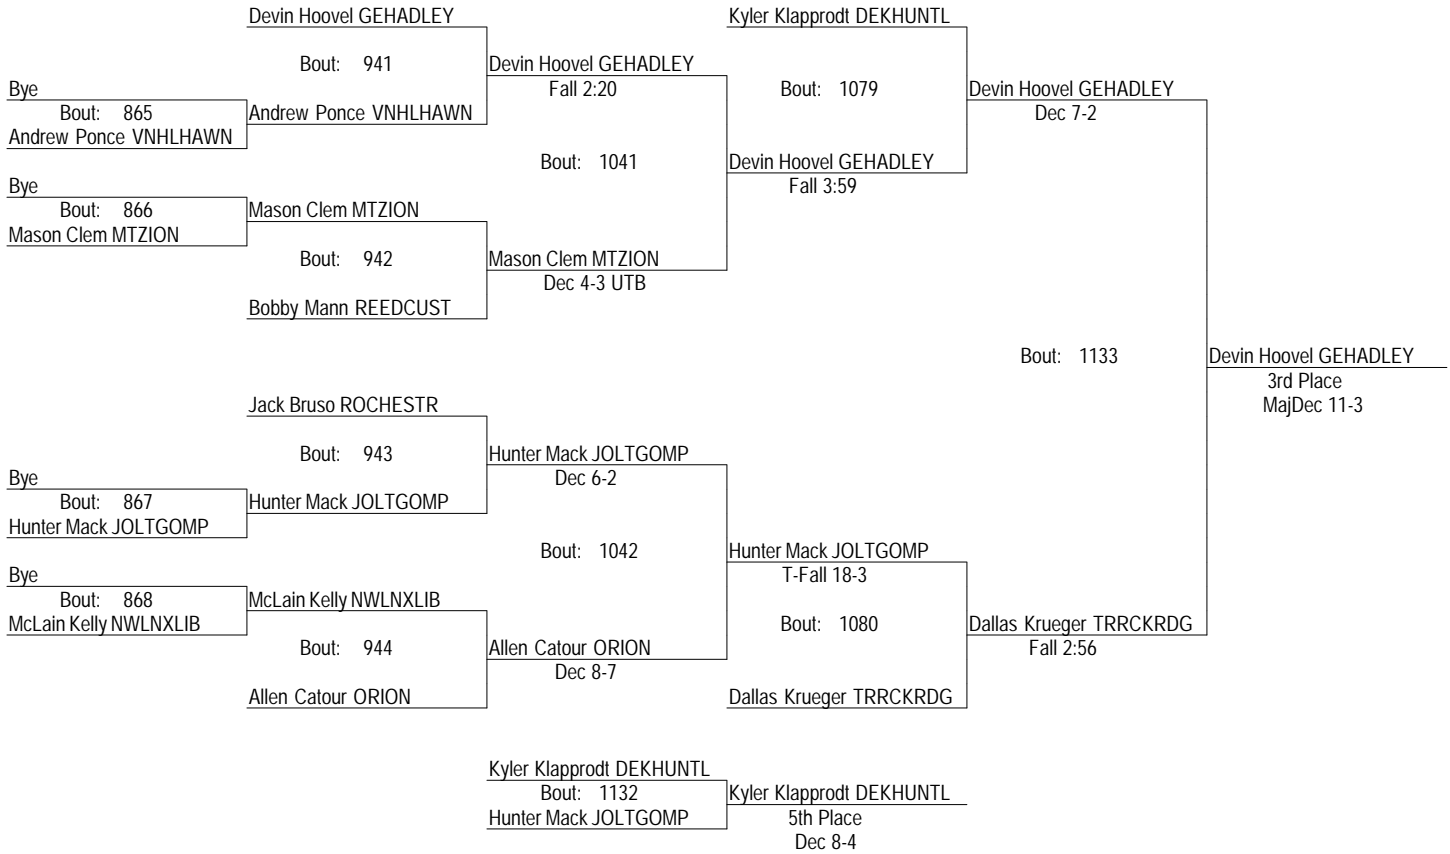 Devin Hoovel GEHADLEY
Kyler Klapprodt DEKHUNTL
Bout: 941
Devin Hoovel GEHADLEY
Fall 2:20
Bye
Bout: 865
Andrew Ponce VNHLHAWN
Andrew Ponce VNHLHAWN
Bout: 1079
Devin Hoovel GEHADLEY
Dec 7-2
Bout: 1041
Devin Hoovel GEHADLEY
Fall 3:59
Bye
Bout: 866
Mason Clem MTZION
Mason Clem MTZION
Bout: 942
Mason Clem MTZION
Dec 4-3 UTB
Bobby Mann REEDCUST
Bout: 1133
Devin Hoovel GEHADLEY
3rd Place
MajDec 11-3
Jack Bruso ROCHESTR
Bout: 943
Hunter Mack JOLTGOMP
Dec 6-2
Bye
Bout: 867
Hunter Mack JOLTGOMP
Hunter Mack JOLTGOMP
Bout: 1042
Hunter Mack JOLTGOMP
T-Fall 18-3
Bye
Bout: 868
McLain Kelly NWLNXLIB
McLain Kelly NWLNXLIB
Bout: 944
Allen Catour ORION
Dec 8-7
Allen Catour ORION
Bout: 1080
Dallas Krueger TRRCKRDG
Fall 2:56
Dallas Krueger TRRCKRDG
Kyler Klapprodt DEKHUNTL
Bout: 1132
Hunter Mack JOLTGOMP
Kyler Klapprodt DEKHUNTL
5th Place
Dec 8-4